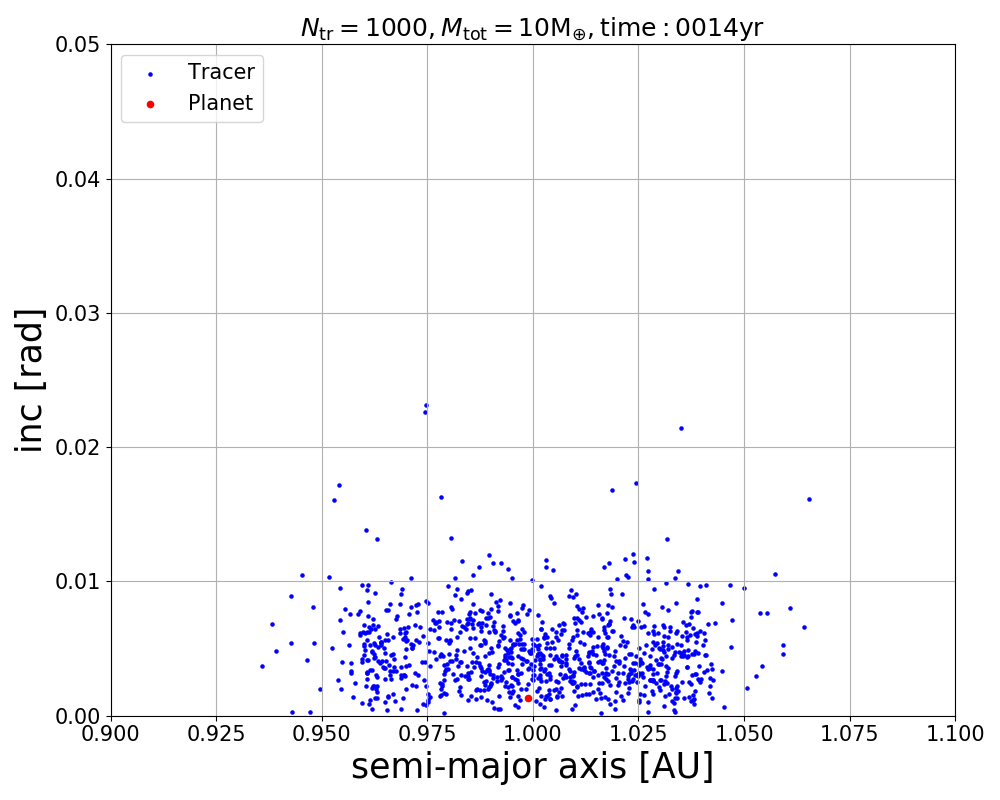 N_tr = 1000, M_tot = 10M_⊕, time : 0014yr
0.05
Tracer
Planet
0.04
0.03
0.02
0.01
0.00
inc [rad]
0.900 0.925 0.950 0.975 1.000 1.025 1.050 1.075 1.100
semi-major axis [AU]